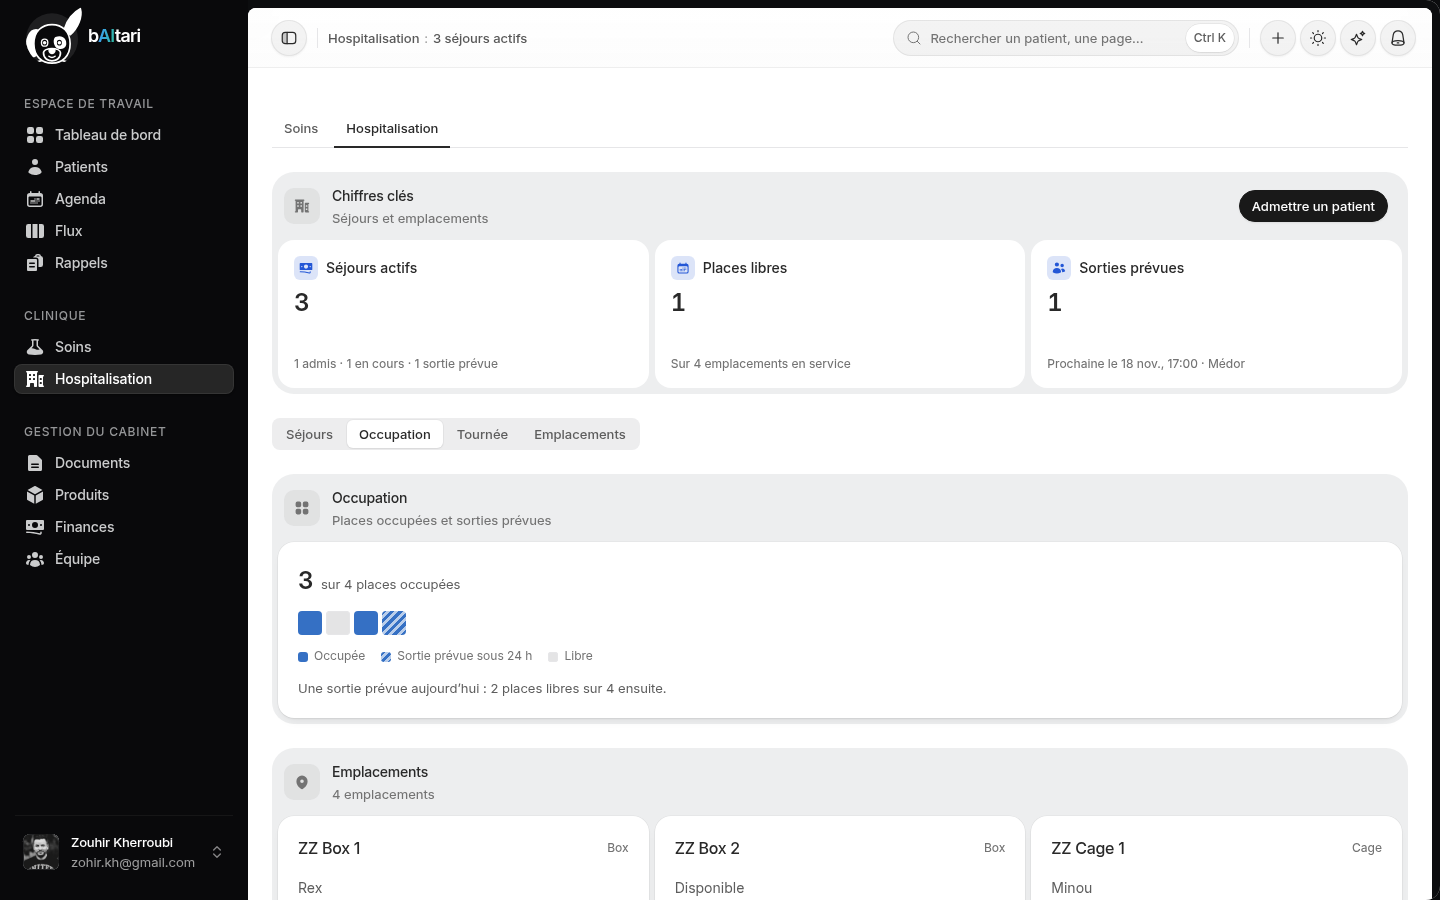 bAItari
Hospitalisation : 3 séjours actifs
Rechercher un patient, une page...
Ctrl K
ESPACE DE TRAVAIL
Tableau de bord
Patients
Agenda
Flux
Rappels
CLINIQUE
Soins
Hospitalisation
GESTION DU CABINET
Documents
Produits
Finances
Équipe
Zouhir Kherroubi
zohir.kh@gmail.com
Soins
Hospitalisation
Chiffres clés
Séjours et emplacements
Admettre un patient
Séjours actifs
3
1 admis · 1 en cours · 1 sortie prévue
Places libres
1
Sur 4 emplacements en service
Sorties prévues
1
Prochaine le 18 nov., 17:00 · Médor
Séjours
Occupation
Tournée
Emplacements
Occupation
Places occupées et sorties prévues
3 sur 4 places occupées
Occupée
Sortie prévue sous 24 h
Libre
Une sortie prévue aujourd’hui : 2 places libres sur 4 ensuite.
Emplacements
4 emplacements
ZZ Box 1
Box
Rex
ZZ Box 2
Box
Disponible
ZZ Cage 1
Cage
Minou